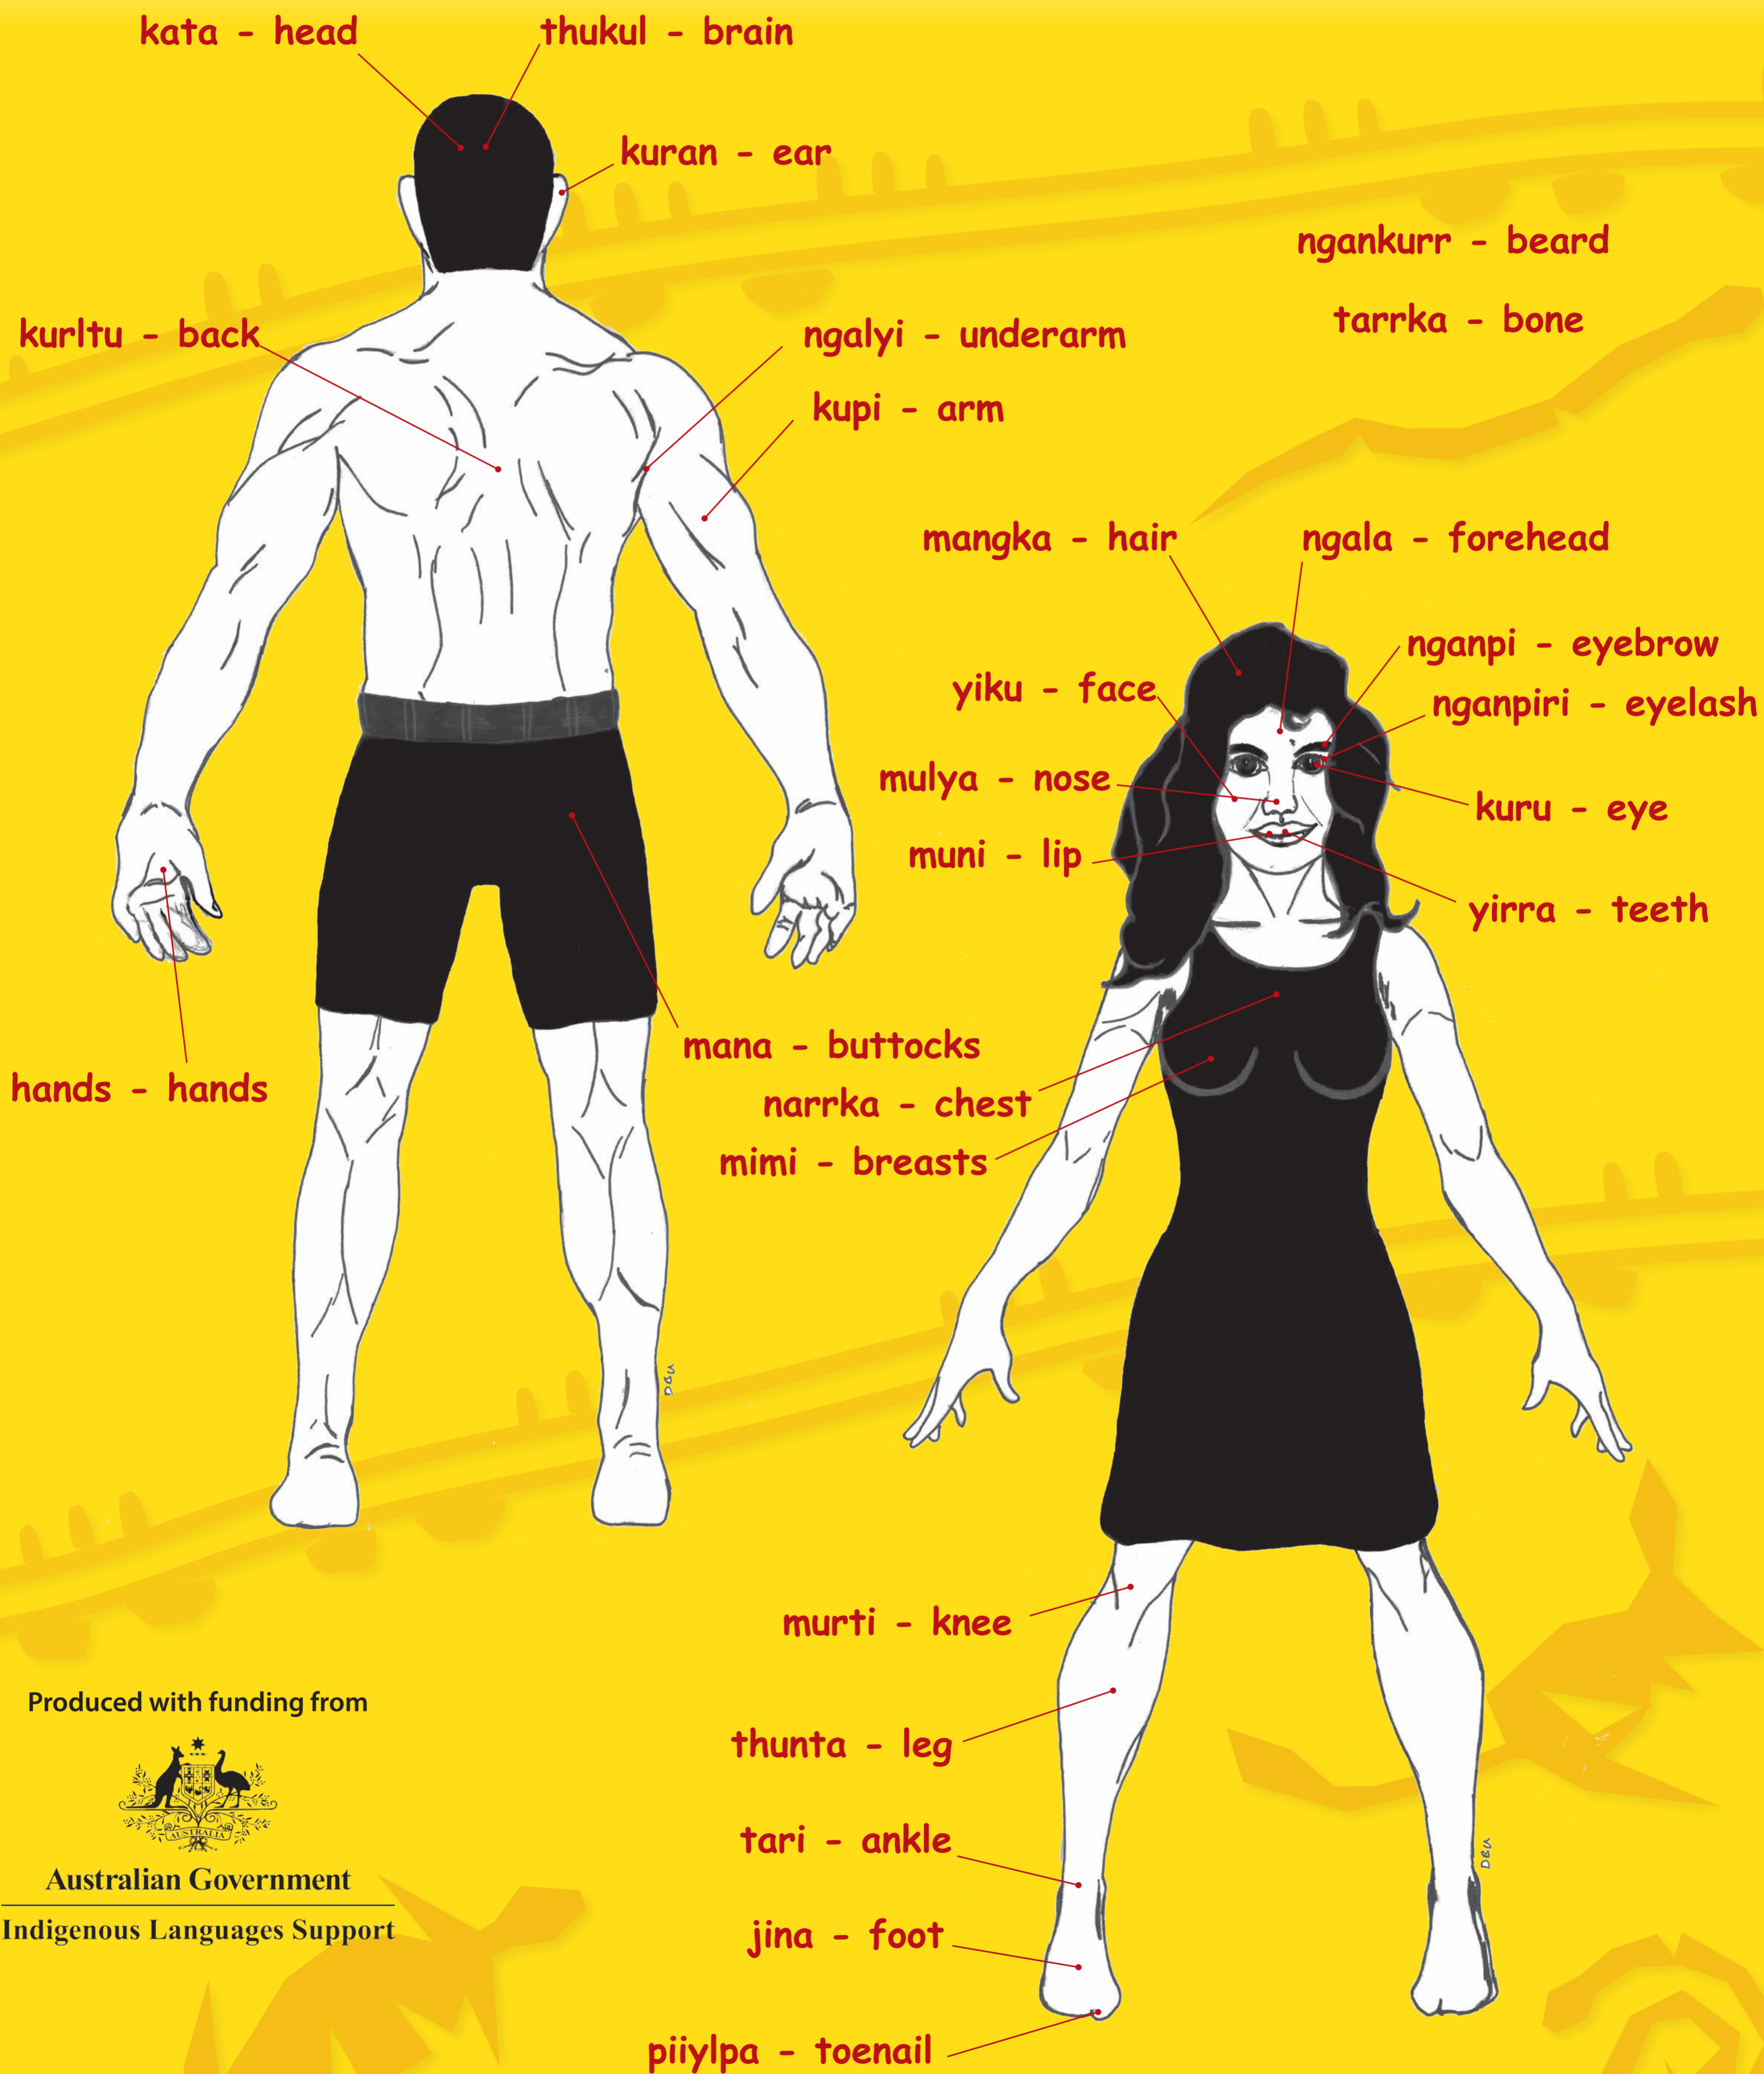 kata - head
thukul - brain
kuran - ear
ngankurr - beard
tarrka - bone
kurltu - back
ngalyi - underarm
kupi - arm
mangka - hair
ngala - forehead
nganpi - eyebrow
yiku - face
nganpiri - eyelash
mulya - nose
kuru - eye
muni - lip
yirra - teeth
mana - buttocks
hands - hands
narrka - chest
mimi - breasts
DBU
murti - knee
Produced with funding from
thunta - leg
AUSTRALIA
tari - ankle
DBU
Australian Government
Indigenous Languages Support
jina - foot
piiylpa - toenail